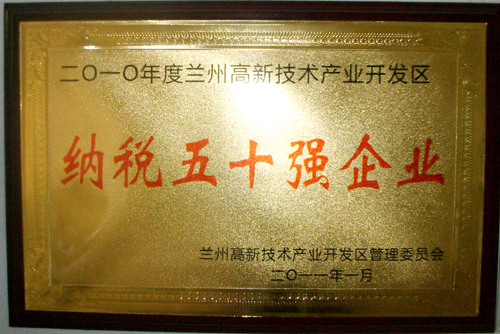 二〇一〇年度兰州高新技术产业开发区
纳税五十强企业
兰州高新技术产业开发区管理委员会
二〇一一年一月